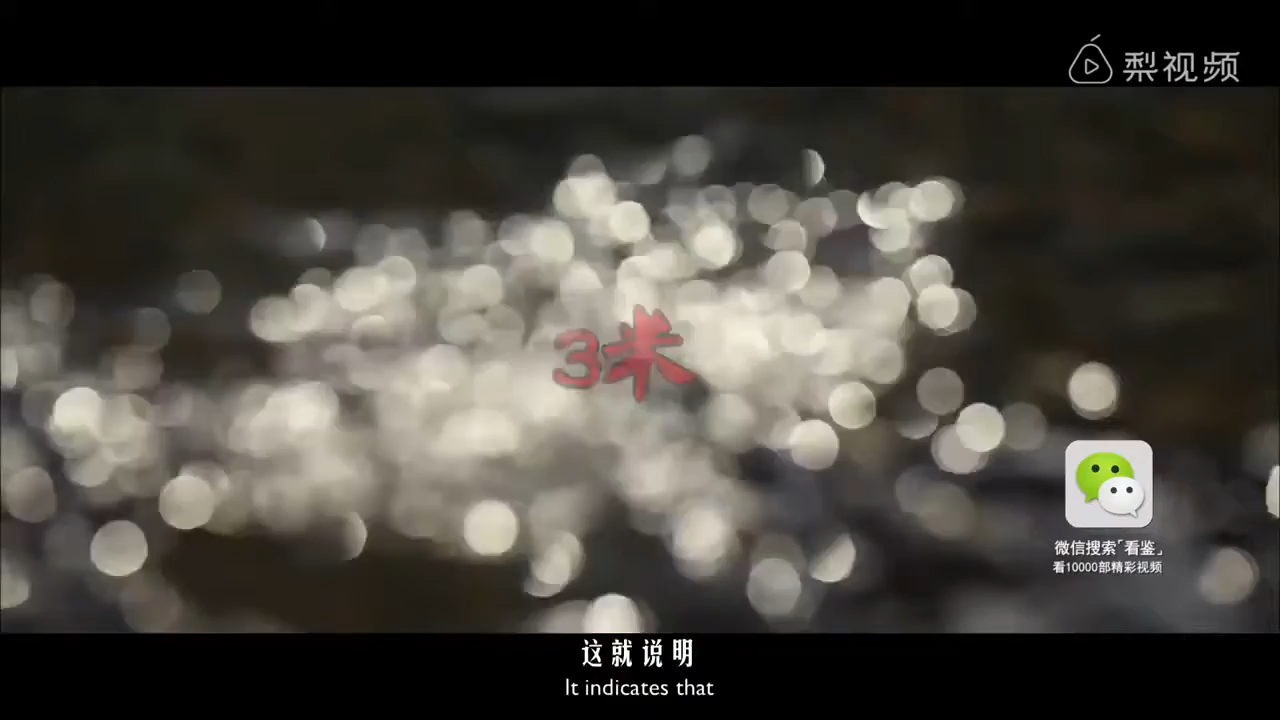 梨视频
3米
微信搜索「看鉴」
看10000部精彩视频
这就说明
It indicates that